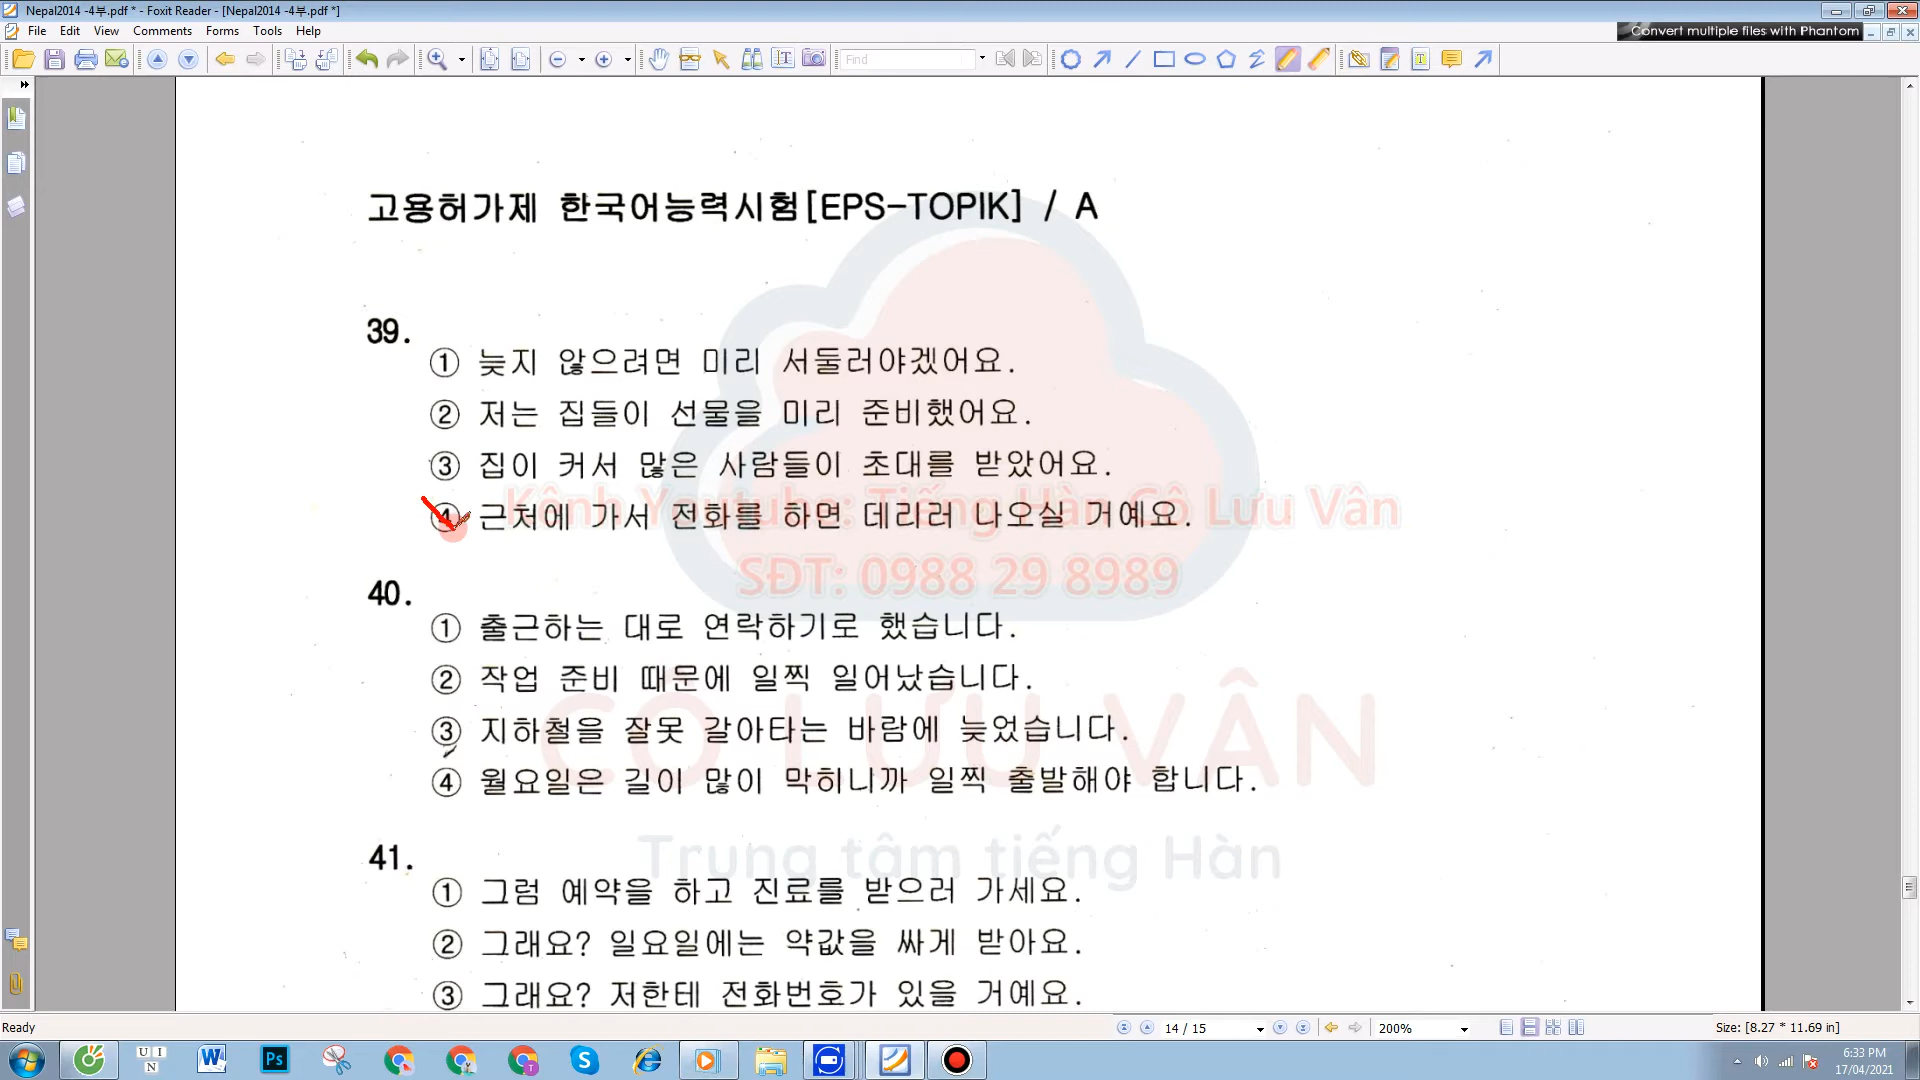 Nepal2014 -4부.pdf * - Foxit Reader - [Nepal2014 -4부.pdf *]
File Edit View Comments Forms Tools Help
Convert multiple files with Phantom
Find
고용허가제 한국어능력시험[EPS-TOPIK] / A
39.
① 늦지 않으려면 미리 서둘러야겠어요.
② 저는 집들이 선물을 미리 준비했어요.
③ 집이 커서 많은 사람들이 초대를 받았어요.
④ 근처에 가서 전화를 하면 데리러 나오실 거예요.
Kênh Youtube: Tiếng Hàn Cô Lưu Vân
SĐT: 0988 29 8989
40.
① 출근하는 대로 연락하기로 했습니다.
② 작업 준비 때문에 일찍 일어났습니다.
③ 지하철을 잘못 갈아타는 바람에 늦었습니다.
④ 월요일은 길이 많이 막히니까 일찍 출발해야 합니다.
CÔ LƯU VÂN
Trung tâm tiếng Hàn
41.
① 그럼 예약을 하고 진료를 받으러 가세요.
② 그래요? 일요일에는 약값을 싸게 받아요.
③ 그래요? 저한테 전화번호가 있을 거예요.
Ready
14 / 15
200%
Size: [8.27 * 11.69 in]
U I
N
6:33 PM
17/04/2021